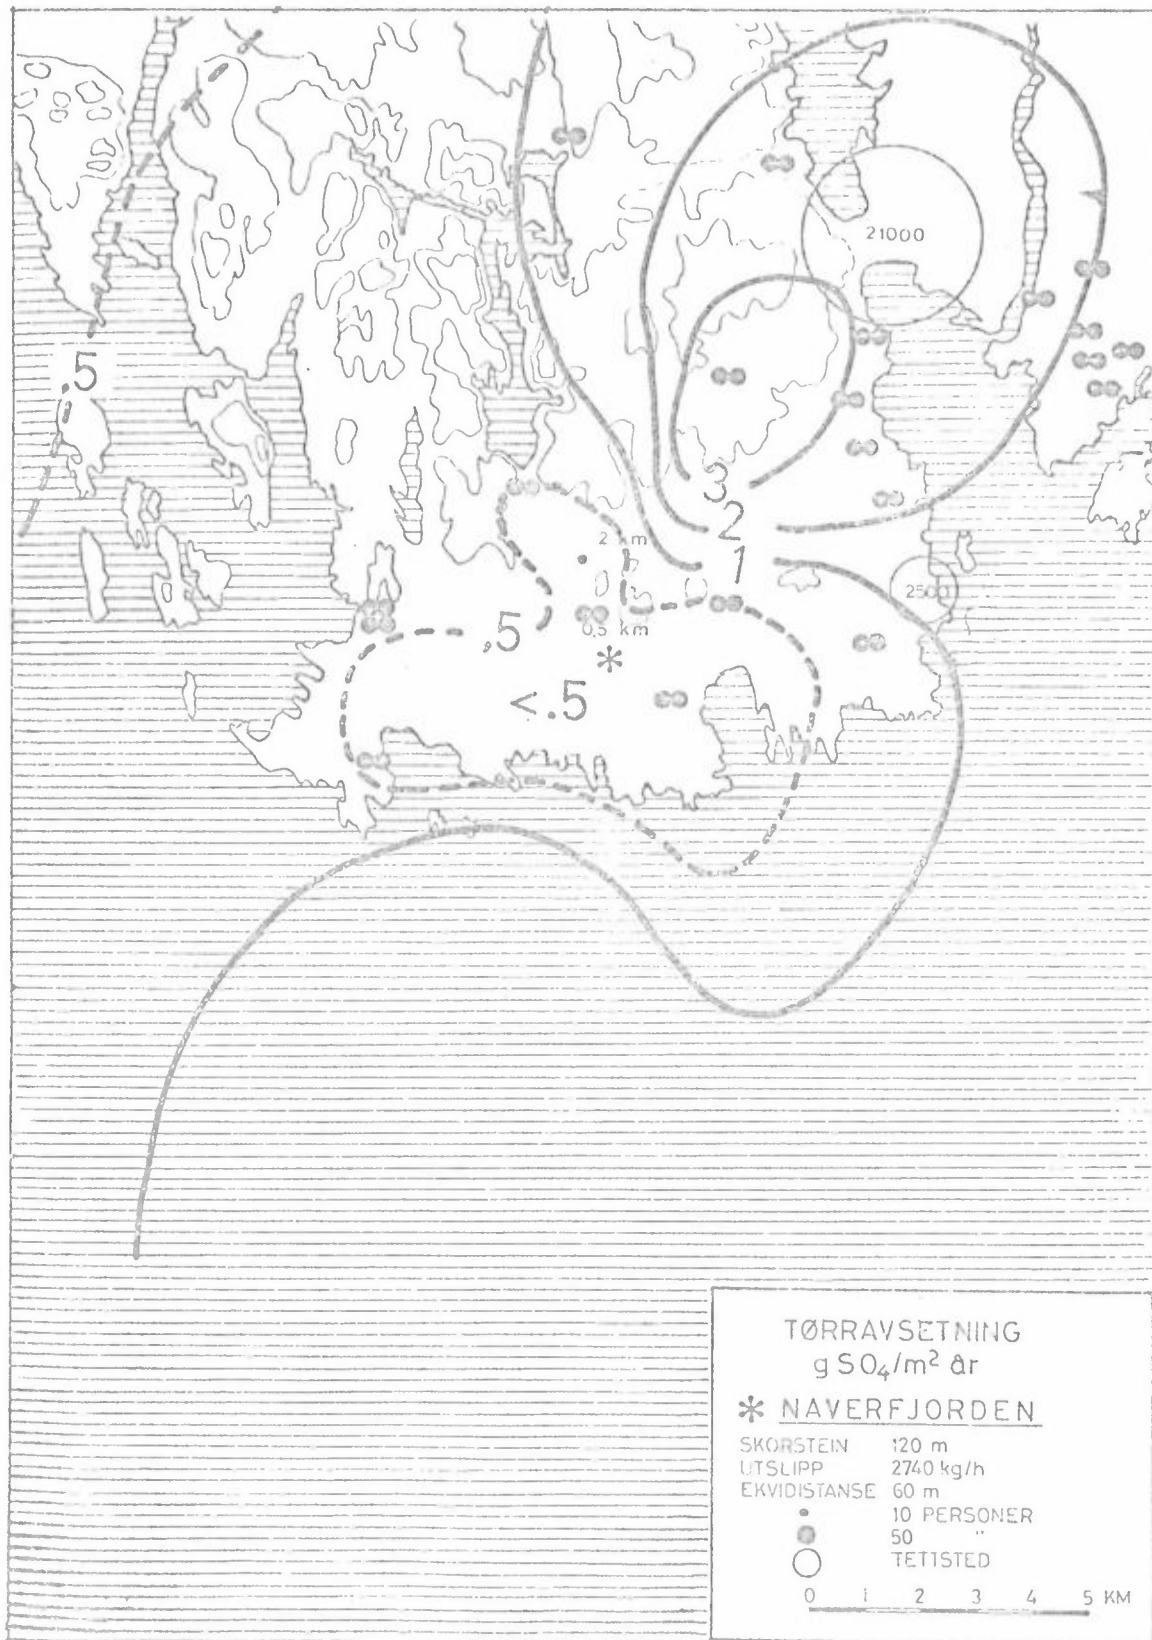 21000
.5
3
2
2 km
1
2500
0,5 km
,5
<.5
TØRRAVSETNING
g SO₄/m² år
* NAVERFJORDEN
SKORSTEIN 120 m
UTSLIPP 2740 kg/h
EKVIDISTANSE 60 m
10 PERSONER
50 "
TETTSTED
0 1 2 3 4 5 KM